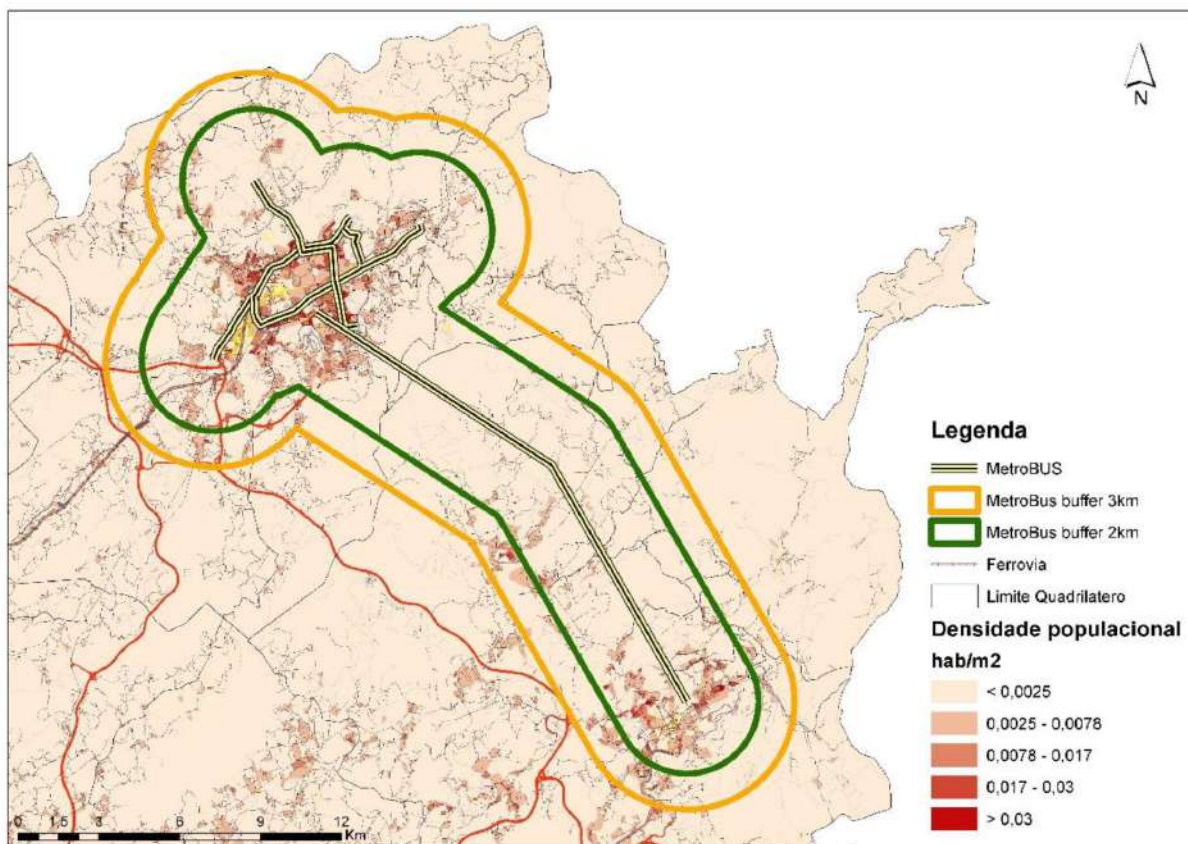 N
Legenda
MetroBUS
MetroBus buffer 3km
MetroBus buffer 2km
Ferrovia
Limite Quadrilatero
Densidade populacional
hab/m2
< 0,0025
0,0025 - 0,0078
0,0078 - 0,017
0,017 - 0,03
> 0,03
0 1,5 3 6 9 12
Km